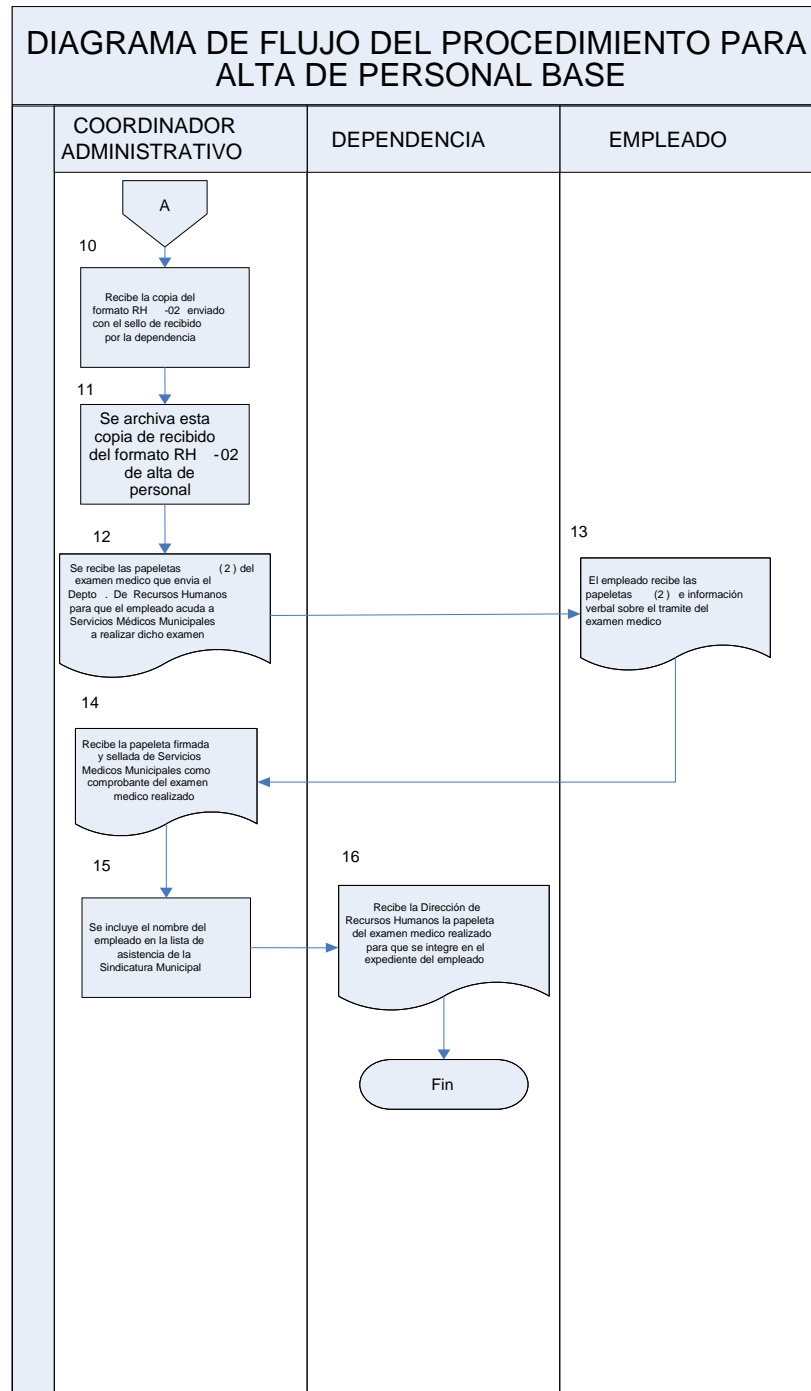 DIAGRAMA DE FLUJO DEL PROCEDIMIENTO PARA
ALTA DE PERSONAL BASE
COORDINADOR
ADMINISTRATIVO
DEPENDENCIA
EMPLEADO
A
10
Recibe la copia del
formato RH -02 enviado
con el sello de recibido
por la dependencia
11
Se archiva esta
copia de recibido
del formato RH -02
de alta de
personal
12
Se recibe las papeletas (2) del
examen medico que envia el
Depto . De Recursos Humanos
para que el empleado acuda a
Servicios Médicos Municipales
a realizar dicho examen
13
El empleado recibe las
papeletas (2) e información
verbal sobre el tramite del
examen medico
14
Recibe la papeleta firmada
y sellada de Servicios
Medicos Municipales como
comprobante del examen
medico realizado
15
Se incluye el nombre del
empleado en la lista de
asistencia de la
Sindicatura Municipal
16
Recibe la Dirección de
Recursos Humanos la papeleta
del examen medico realizado
para que se integre en el
expediente del empleado
Fin